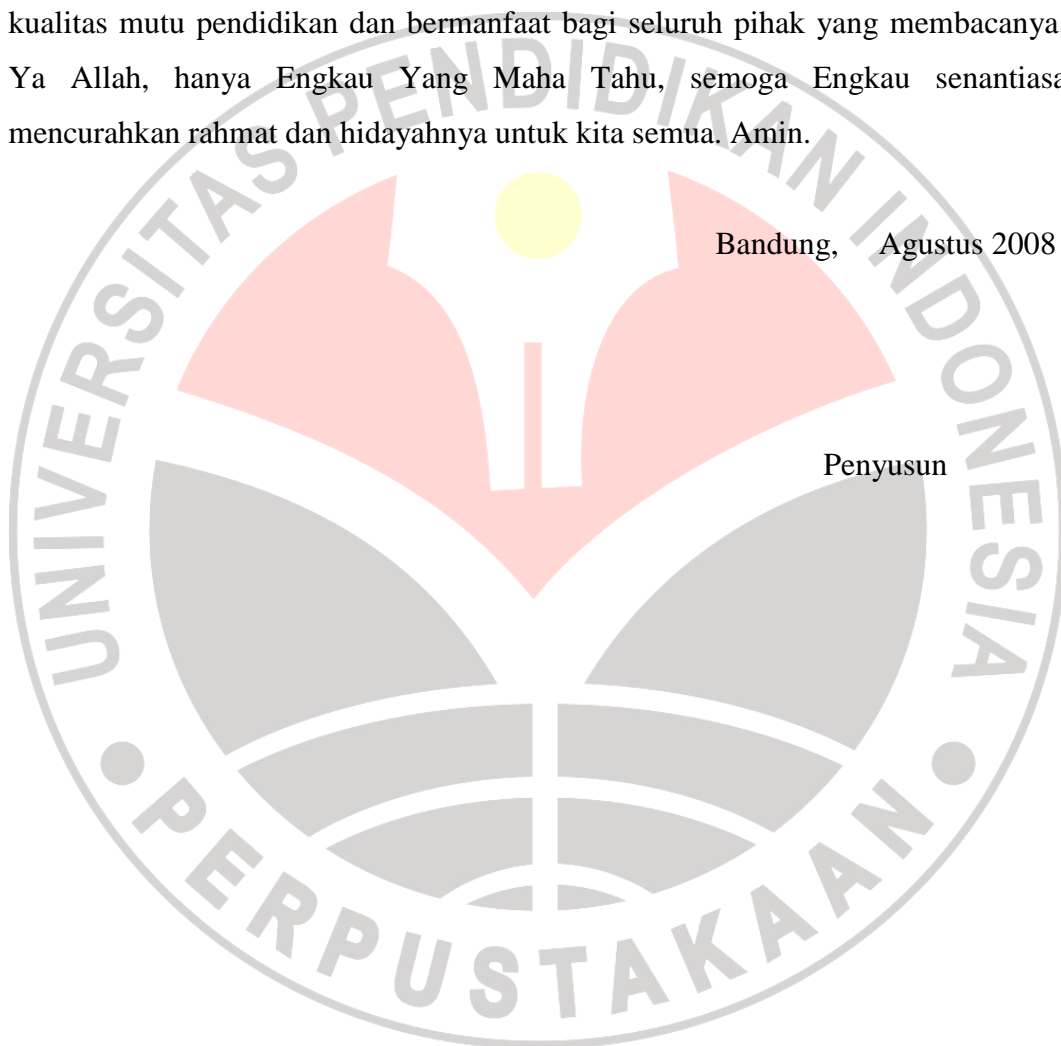 kualitas mutu pendidikan dan bermanfaat bagi seluruh pihak yang membacanya.
Ya Allah, hanya Engkau Yang Maha Tahu, semoga Engkau senantiasa
mencurahkan rahmat dan hidayahnya untuk kita semua. Amin.
Bandung, Agustus 2008
Penyusun
UNIVERSITAS PENDIDIKAN INDONESIA
PERPUSTAKAAN